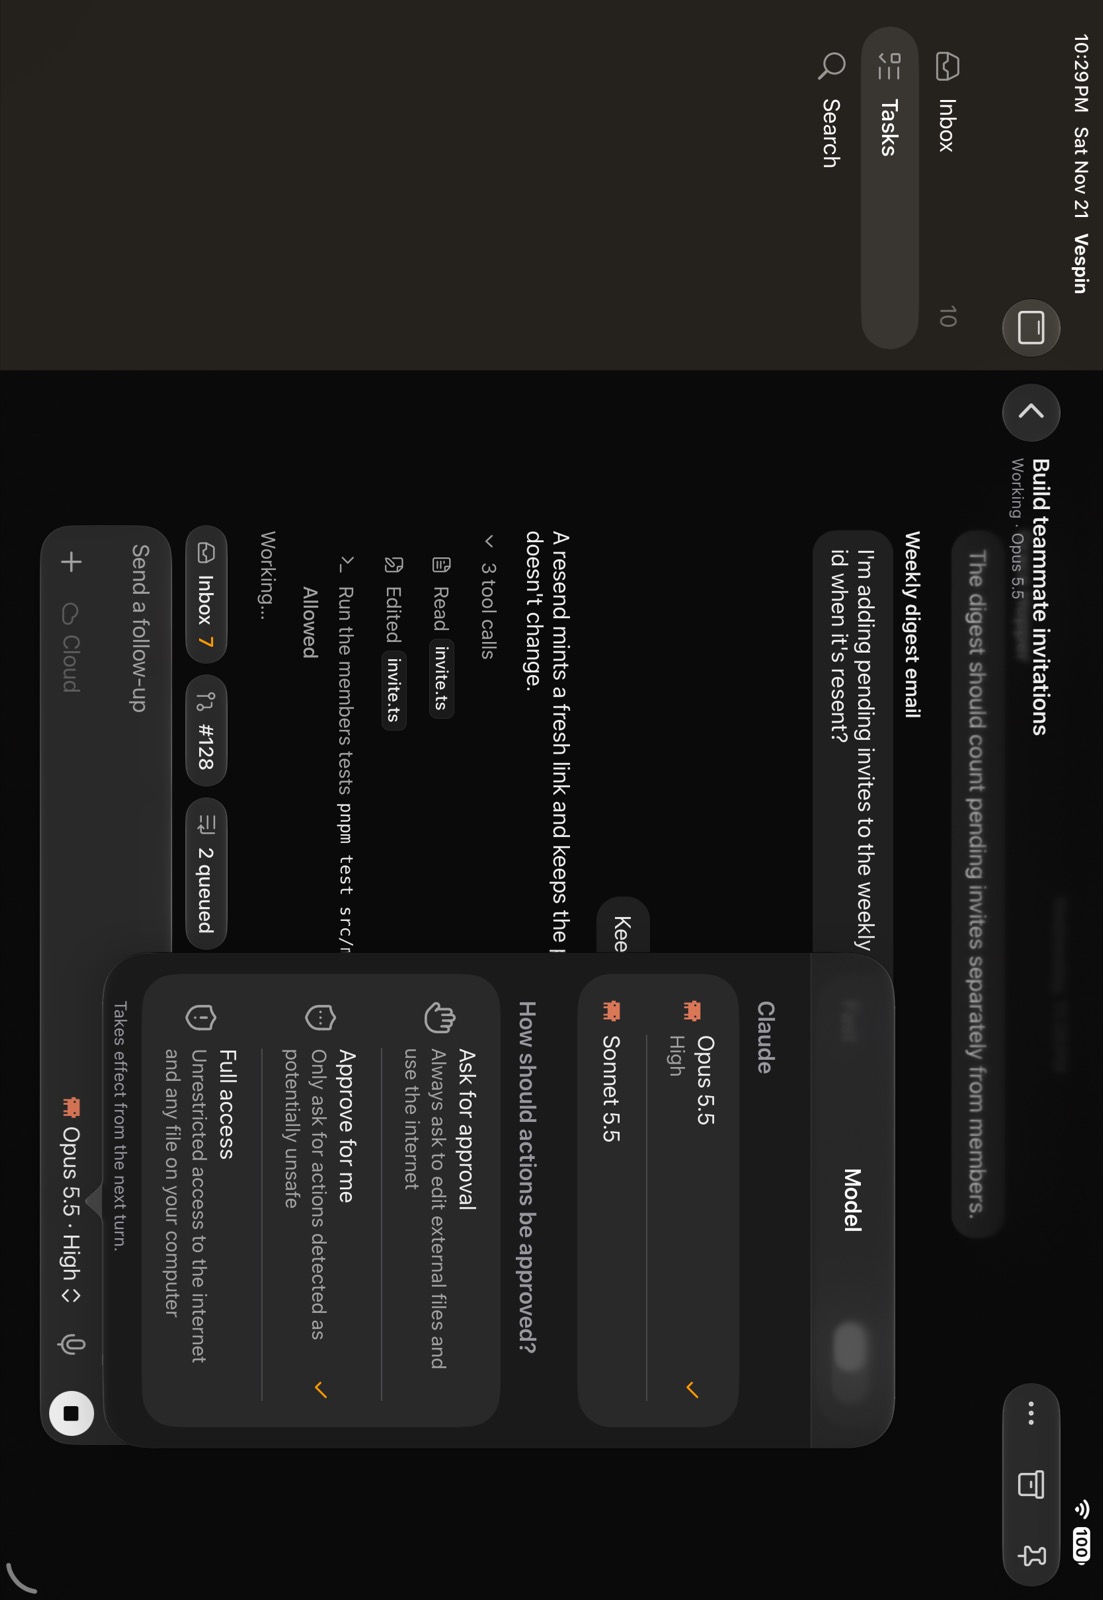 10:29 PM Sat Nov 21 Vespin
100
Inbox 10
Tasks
Search
Build teammate invitations
Working · Opus 5.5
The digest should count pending invites separately from members.
Weekly digest email
I'm adding pending invites to the weekly
id when it's resent?
Kee
A resend mints a fresh link and keeps the
doesn't change.
3 tool calls
Read invite.ts
Edited invite.ts
Run the members tests pnpm test src/
Allowed
Working...
Inbox 7
#128
2 queued
Send a follow-up
Cloud
Opus 5.5 · High
Fast
Model
Claude
Opus 5.5
High
Sonnet 5.5
How should actions be approved?
Ask for approval
Always ask to edit external files and
use the internet
Approve for me
Only ask for actions detected as
potentially unsafe
Full access
Unrestricted access to the internet
and any file on your computer
Takes effect from the next turn.